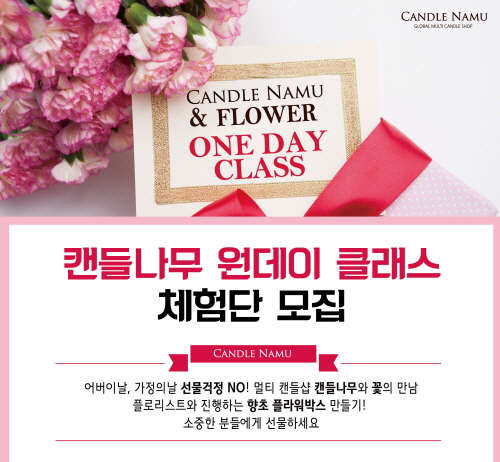 CANDLE NAMU
GLOBAL MULTI CANDLE SHOP
CANDLE NAMU
& FLOWER
ONE DAY
CLASS
캔들나무 원데이 클래스
체험단 모집
CANDLE NAMU
어버이날, 가정의날 선물걱정 NO! 멀티 캔들샵 캔들나무와 꽃의 만남
플로리스트와 진행하는 향초 플라워박스 만들기!
소중한 분들에게 선물하세요